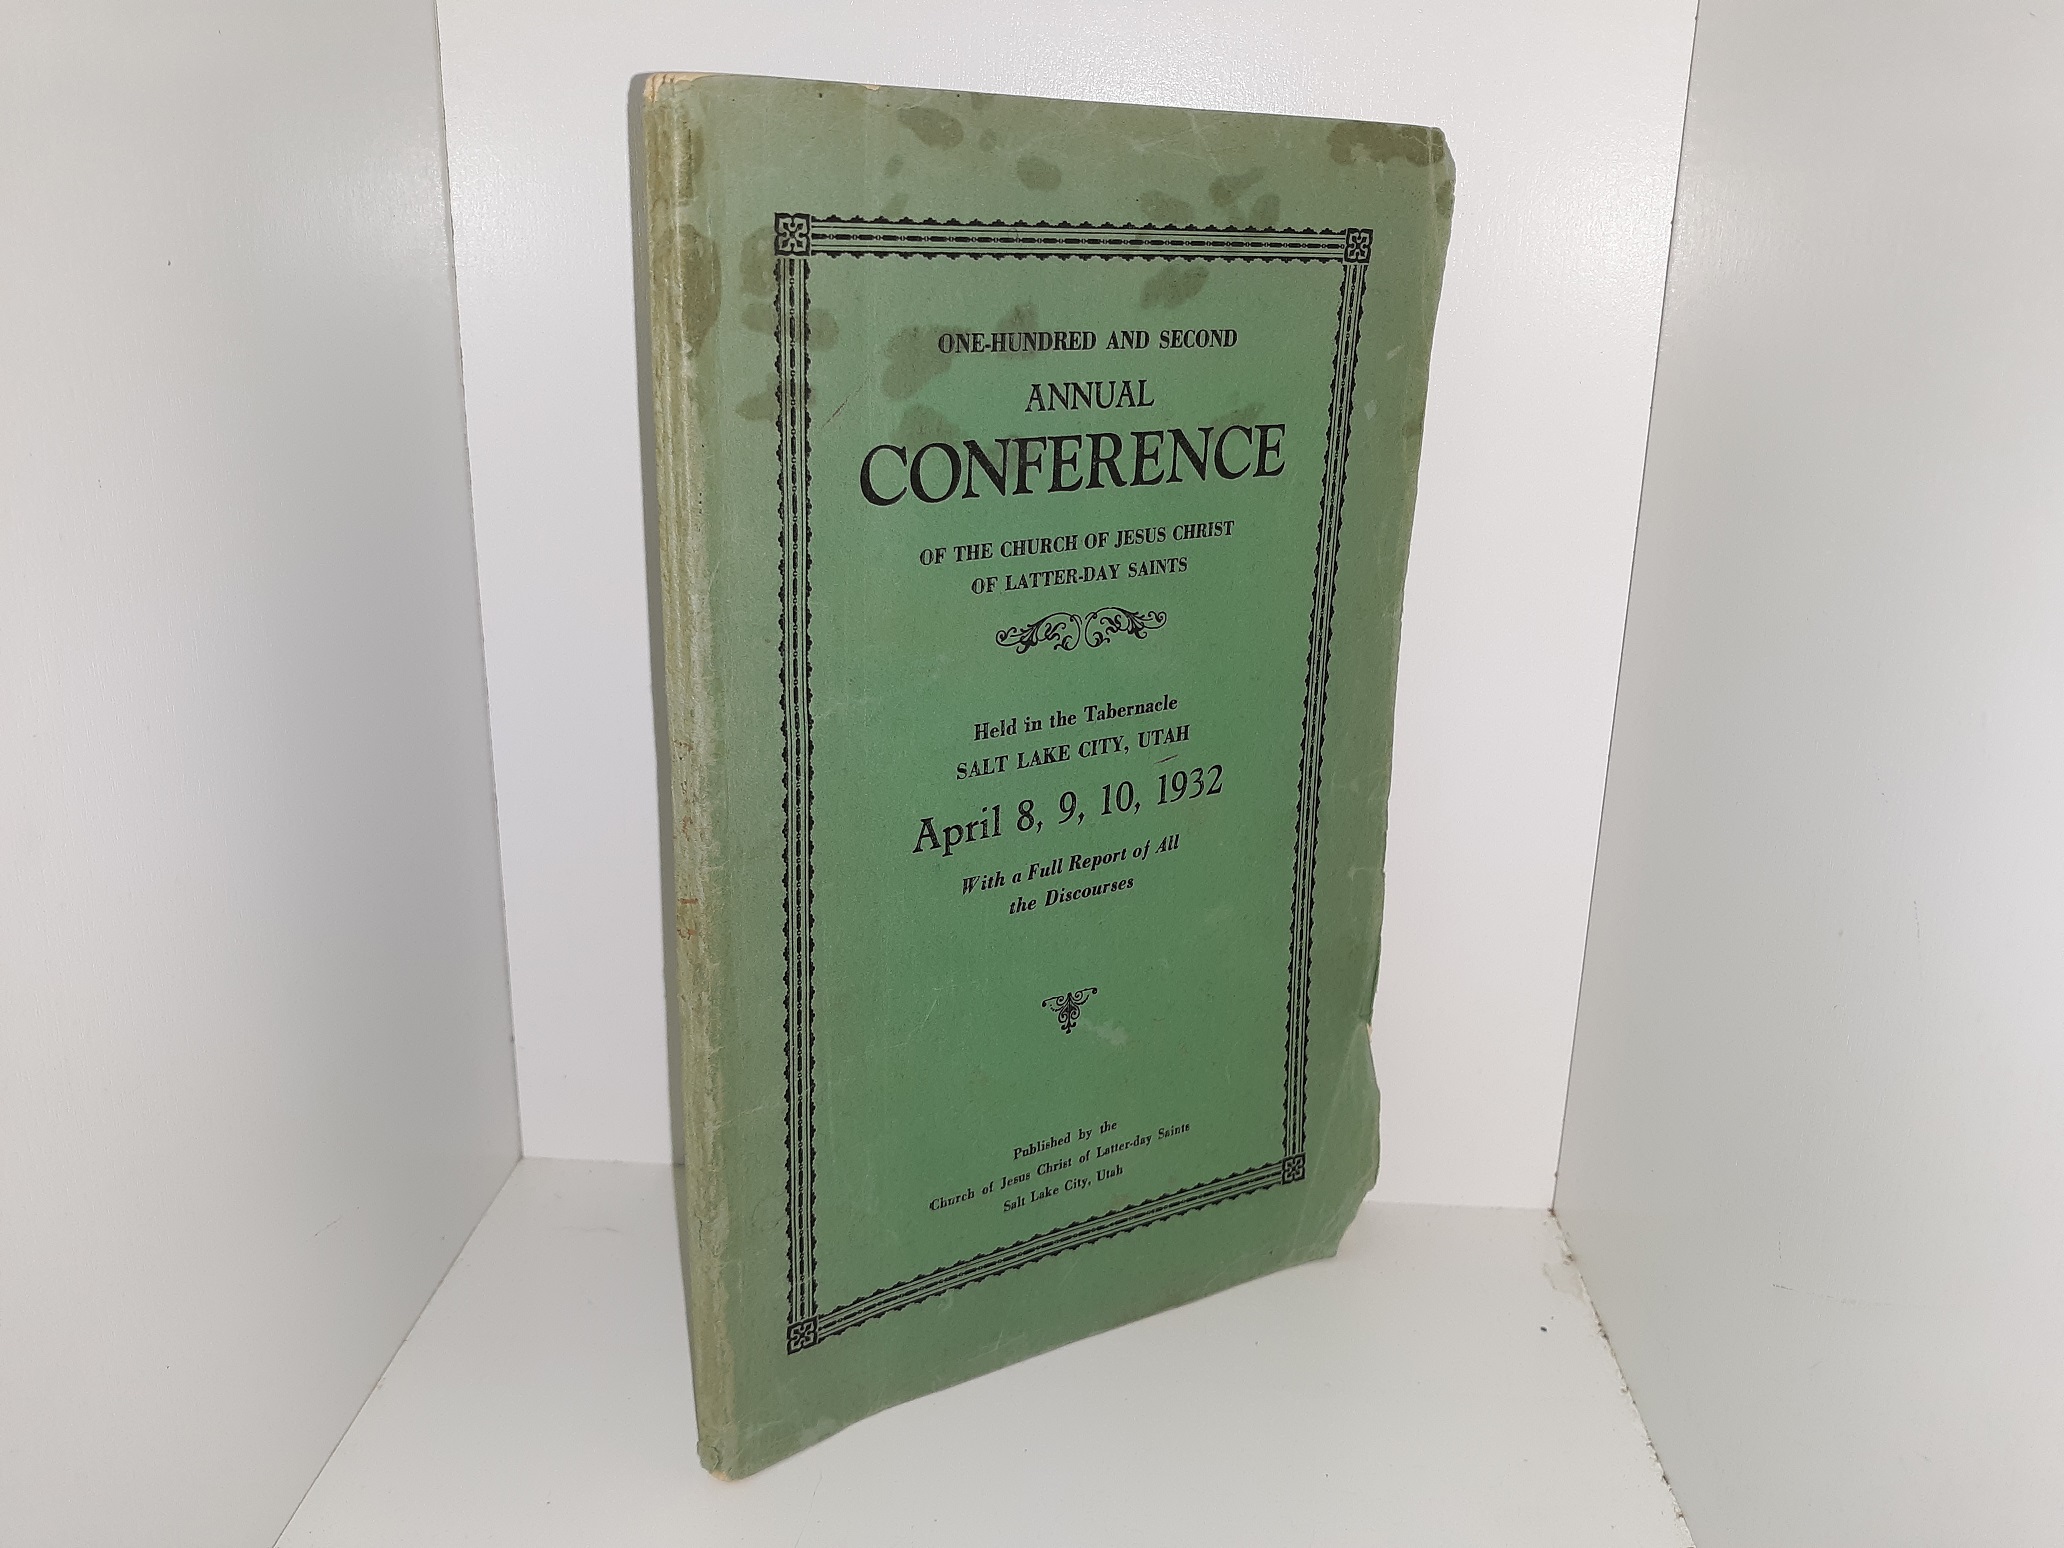 ONE-HUNDRED AND SECOND
ANNUAL
CONFERENCE
OF THE CHURCH OF JESUS CHRIST
OF LATTER-DAY SAINTS
Held in the Tabernacle
SALT LAKE CITY, UTAH
April 8, 9, 10, 1932
With a Full Report of All
the Discourses
Published by the
Church of Jesus Christ of Latter-day Saints
Salt Lake City, Utah